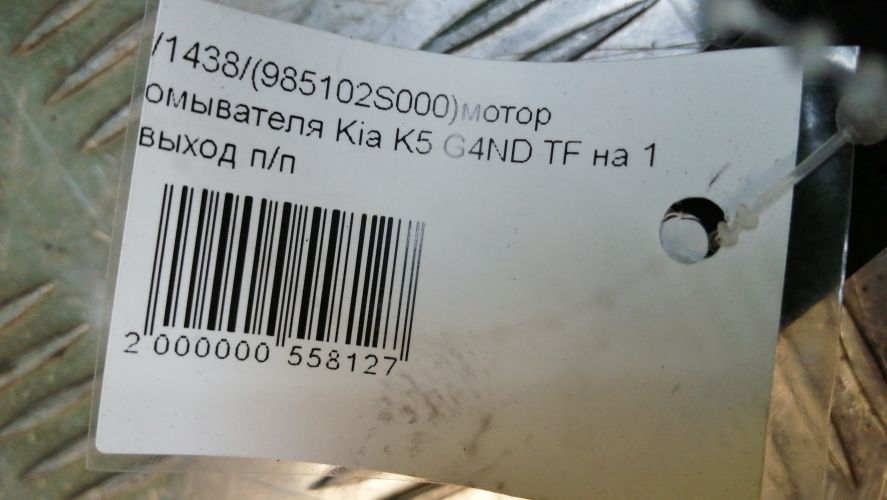 /1438/(985102S000)мотор
омывателя Kia K5 G4ND TF на 1
выход п/п
2 000000 558127